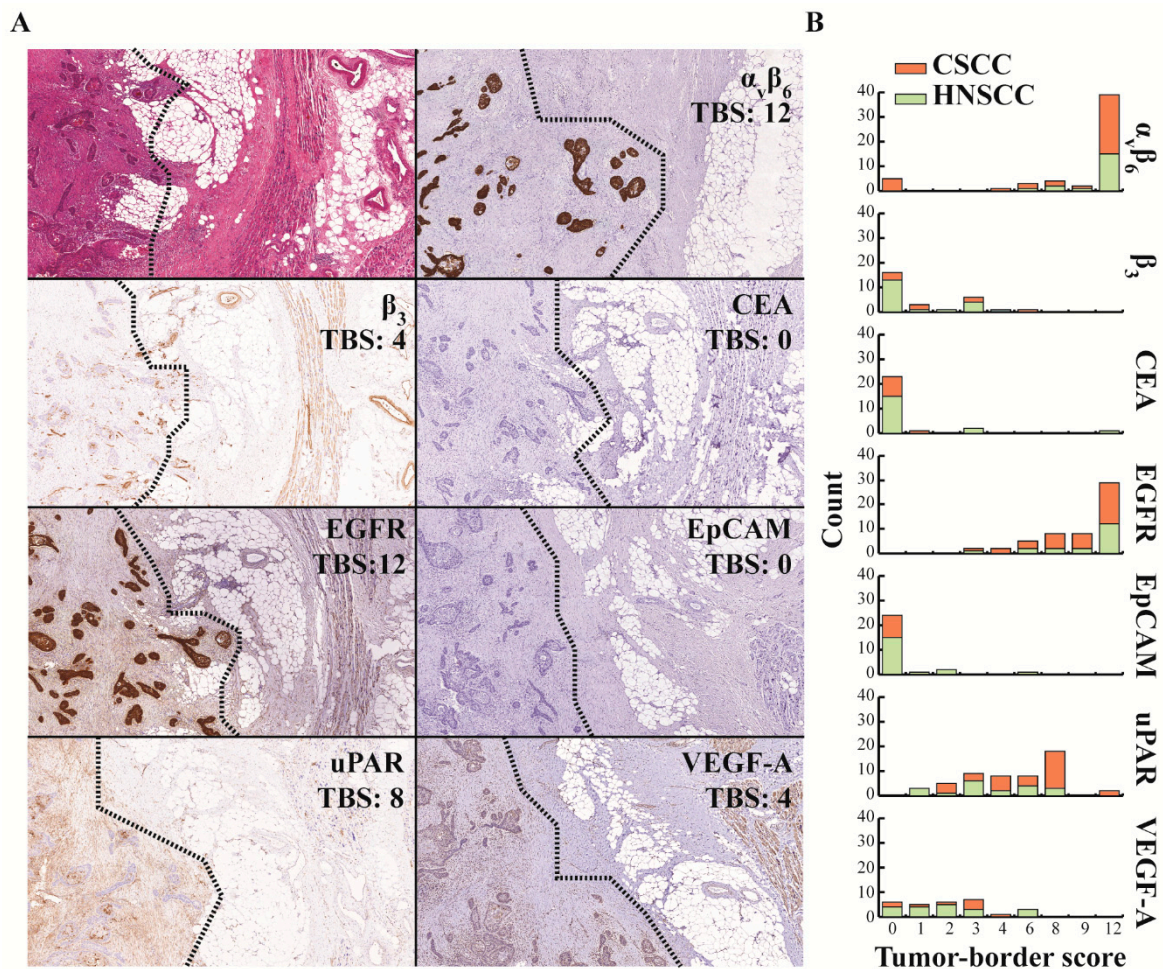 A
αvβ6
TBS: 12
β3
TBS: 4
CEA
TBS: 0
EGFR
TBS:12
EpCAM
TBS: 0
uPAR
TBS: 8
VEGF-A
TBS: 4
B
CSCC
HNSCC
40
30
20
10
0
αvβ6
40
30
20
10
0
β3
40
30
20
10
0
CEA
40
30
20
10
0
EGFR
40
30
20
10
0
EpCAM
40
30
20
10
0
uPAR
40
30
20
10
0
VEGF-A
Count
0 1 2 3 4 6 8 9 12
Tumor-border score